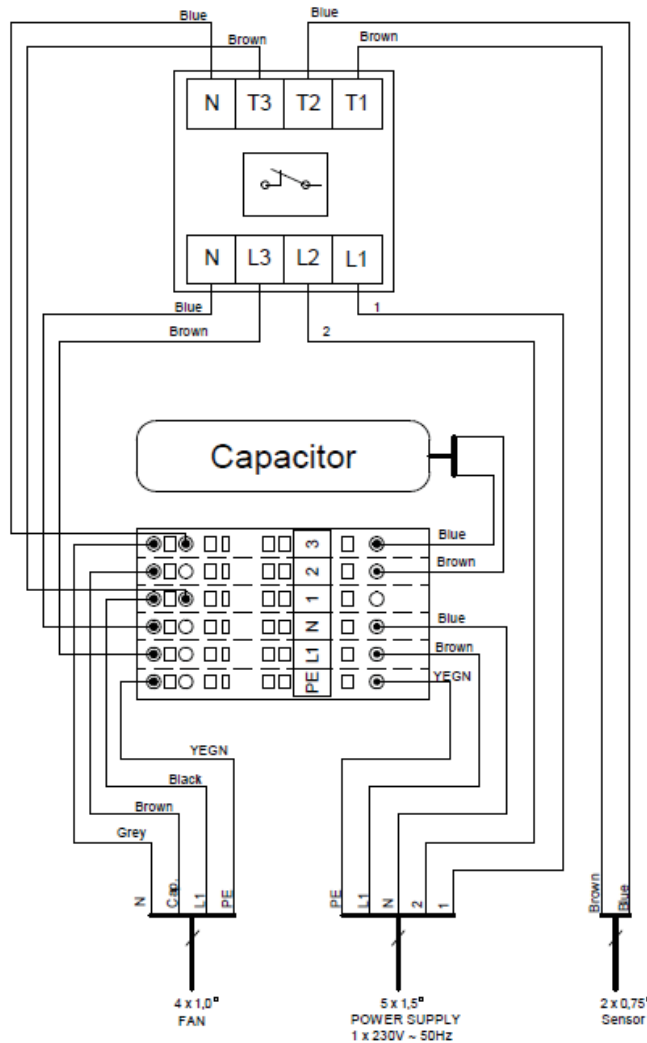 Blue
Blue
Brown
Brown
N T3 T2 T1
N L3 L2 L1
Blue
1
Brown
2
Capacitor
3
Blue
2
Brown
1
N
Blue
L1
Brown
PE
YEGN
YEGN
Black
Brown
Grey
N
Cap.
L1
PE
PE
L1
N
2
1
Brown
Blue
4 x 1,0°
FAN
5 x 1,5°
POWER SUPPLY
1 x 230V ~ 50Hz
2 x 0,75°
Sensor